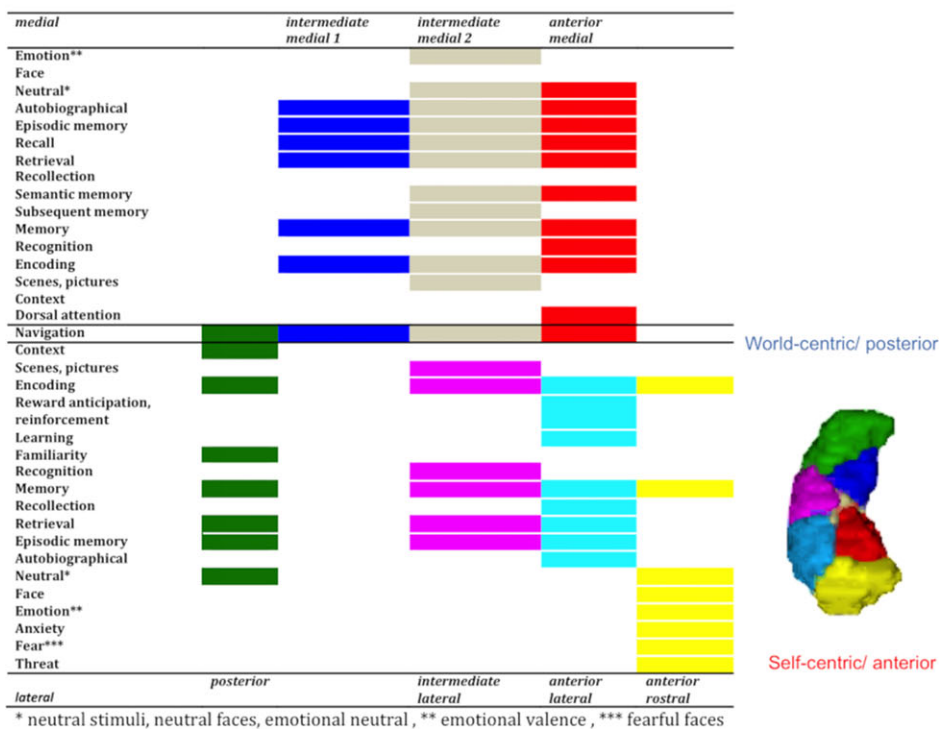 medial intermediate intermediate anterior
medial 1 medial 2 medial
Emotion**
Face
Neutral*
Autobiographical
Episodic memory
Recall
Retrieval
Recollection
Semantic memory
Subsequent memory
Memory
Recognition
Encoding
Scenes, pictures
Context
Dorsal attention
Navigation
World-centric/ posterior
Context
Scenes, pictures
Encoding
Reward anticipation,
reinforcement
Learning
Familiarity
Recognition
Memory
Recollection
Retrieval
Episodic memory
Autobiographical
Neutral*
Face
Emotion**
Anxiety
Fear***
Threat
Self-centric/ anterior
posterior intermediate anterior anterior
lateral lateral lateral rostral
* neutral stimuli, neutral faces, emotional neutral , ** emotional valence , *** fearful faces